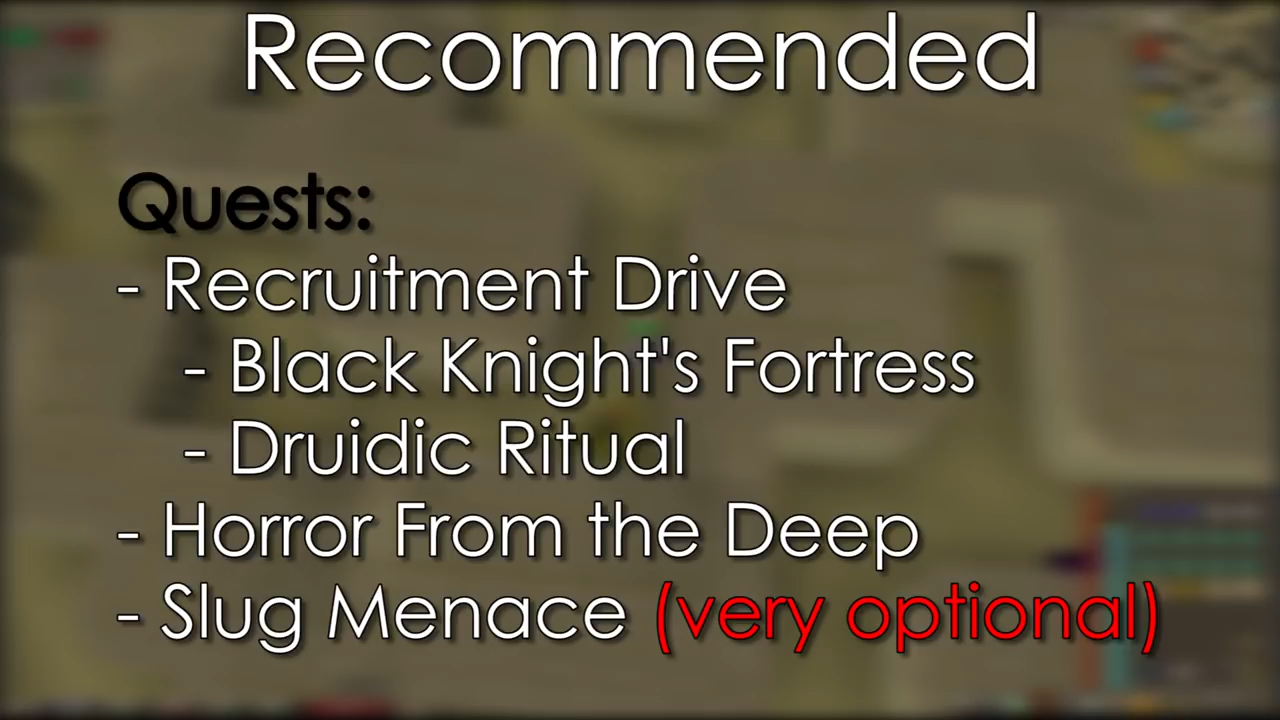 Recommended
Quests:
- Recruitment Drive
- Black Knight's Fortress
- Druidic Ritual
- Horror From the Deep
- Slug Menace (very optional)